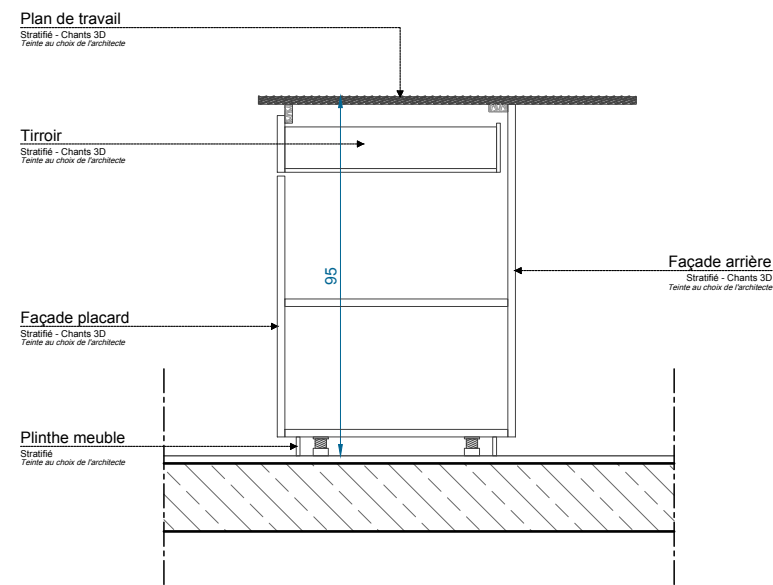 Plan de travail
Stratifié - Chants 3D
Teinte au choix de l'architecte
Tirroir
Stratifié - Chants 3D
Teinte au choix de l'architecte
95
Façade arrière
Stratifié - Chants 3D
Teinte au choix de l'architecte
Façade placard
Stratifié - Chants 3D
Teinte au choix de l'architecte
Plinthe meuble
Stratifié
Teinte au choix de l'architecte